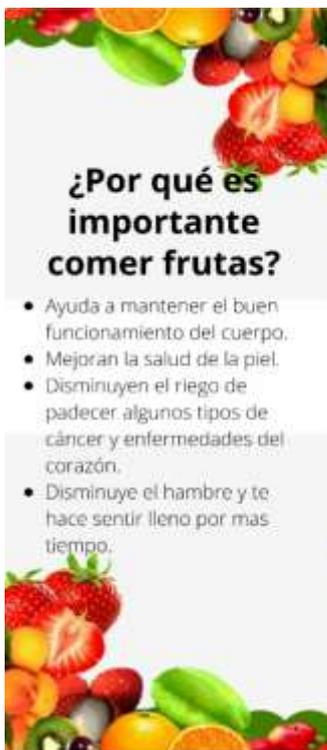 ¿Por qué es
importante
comer frutas?
● Ayuda a mantener el buen
funcionamiento del cuerpo.
● Mejoran la salud de la piel.
● Disminuyen el riego de
padecer algunos tipos de
cáncer y enfermedades del
corazón.
● Disminuye el hambre y te
hace sentir lleno por mas
tiempo.